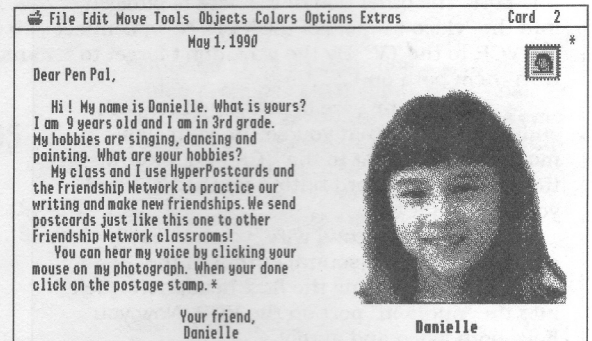 File Edit Move Tools Objects Colors Options Extras Card 2
May 1, 1990
*
Dear Pen Pal,
Hi! My name is Danielle. What is yours?
I am 9 years old and I am in 3rd grade.
My hobbies are singing, dancing and
painting. What are your hobbies?
My class and I use HyperPostcards and
the Friendship Network to practice our
writing and make new friendships. We send
postcards just like this one to other
Friendship Network classrooms!
You can hear my voice by clicking your
mouse on my photograph. When your done
click on the postage stamp.*
Your friend,
Danielle
Danielle